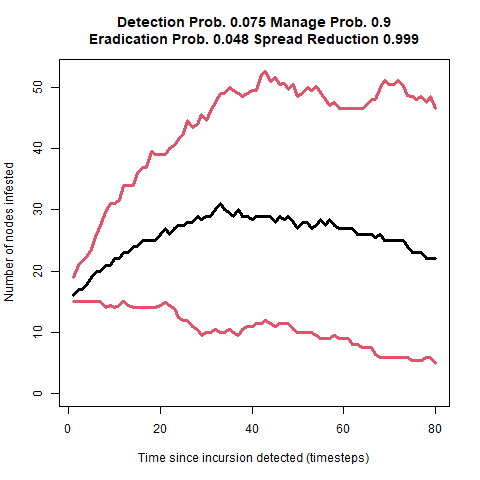 Detection Prob. 0.075 Manage Prob. 0.9
Eradication Prob. 0.048 Spread Reduction 0.999
Number of nodes infested
50
40
30
20
10
0
0 20 40 60 80
Time since incursion detected (timesteps)